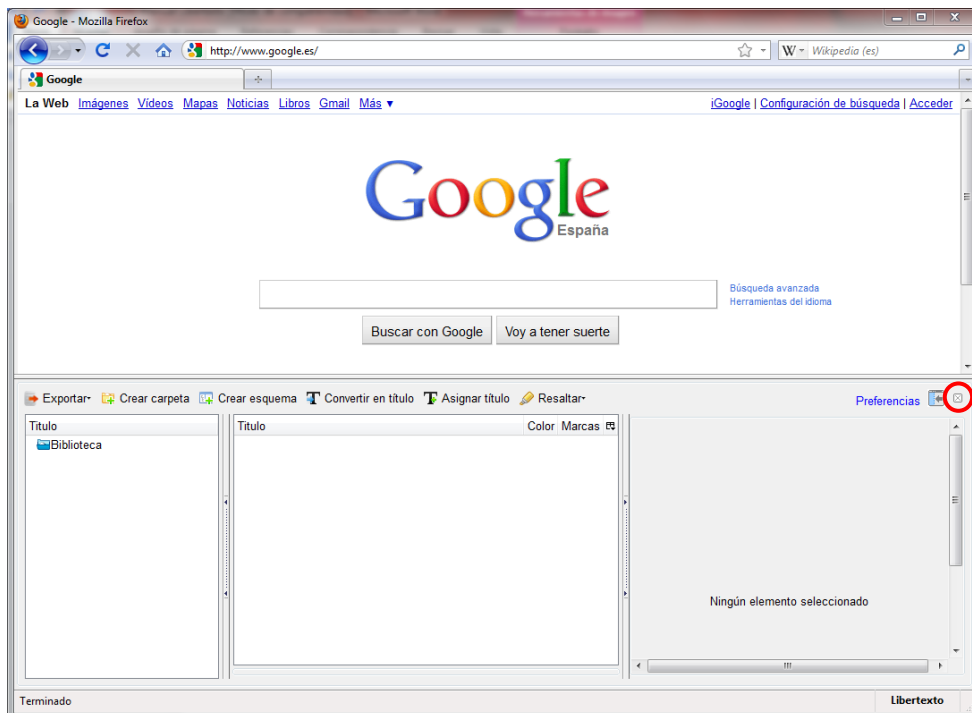 Google - Mozilla Firefox
http://www.google.es/
W Wikipedia (es)
Google
La Web Imágenes Vídeos Mapas Noticias Libros Gmail Más ▼ iGoogle | Configuración de búsqueda | Acceder
Google
España
Búsqueda avanzada
Herramientas del idioma
Buscar con Google Voy a tener suerte
Exportar Crear carpeta Crear esquema Convertir en título Asignar título Resaltar Preferencias
Titulo Titulo Color Marcas
Biblioteca
Ningún elemento seleccionado
Terminado Libertexto